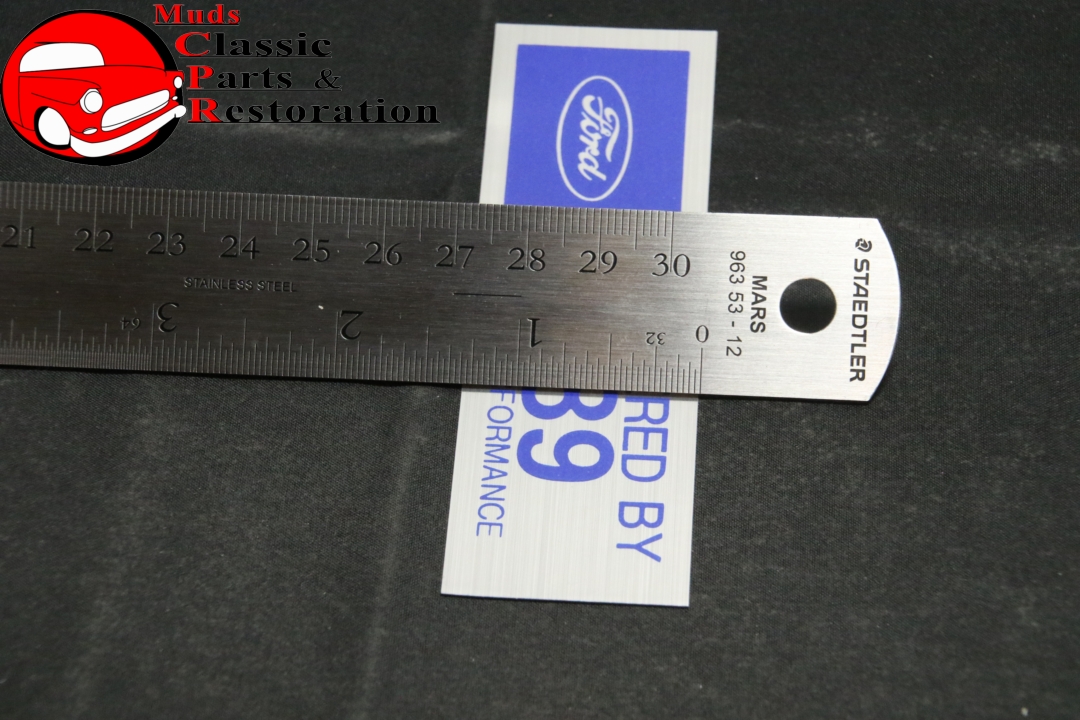 Muds
Classic
Parts &
Restoration
Ford
21 22 23 24 25 26 27 28 29 30
STAINLESS STEEL
64 3 2 1 32 0
MARS
963 53 - 12
STAEDTLER
RED BY
39
FORMANCE